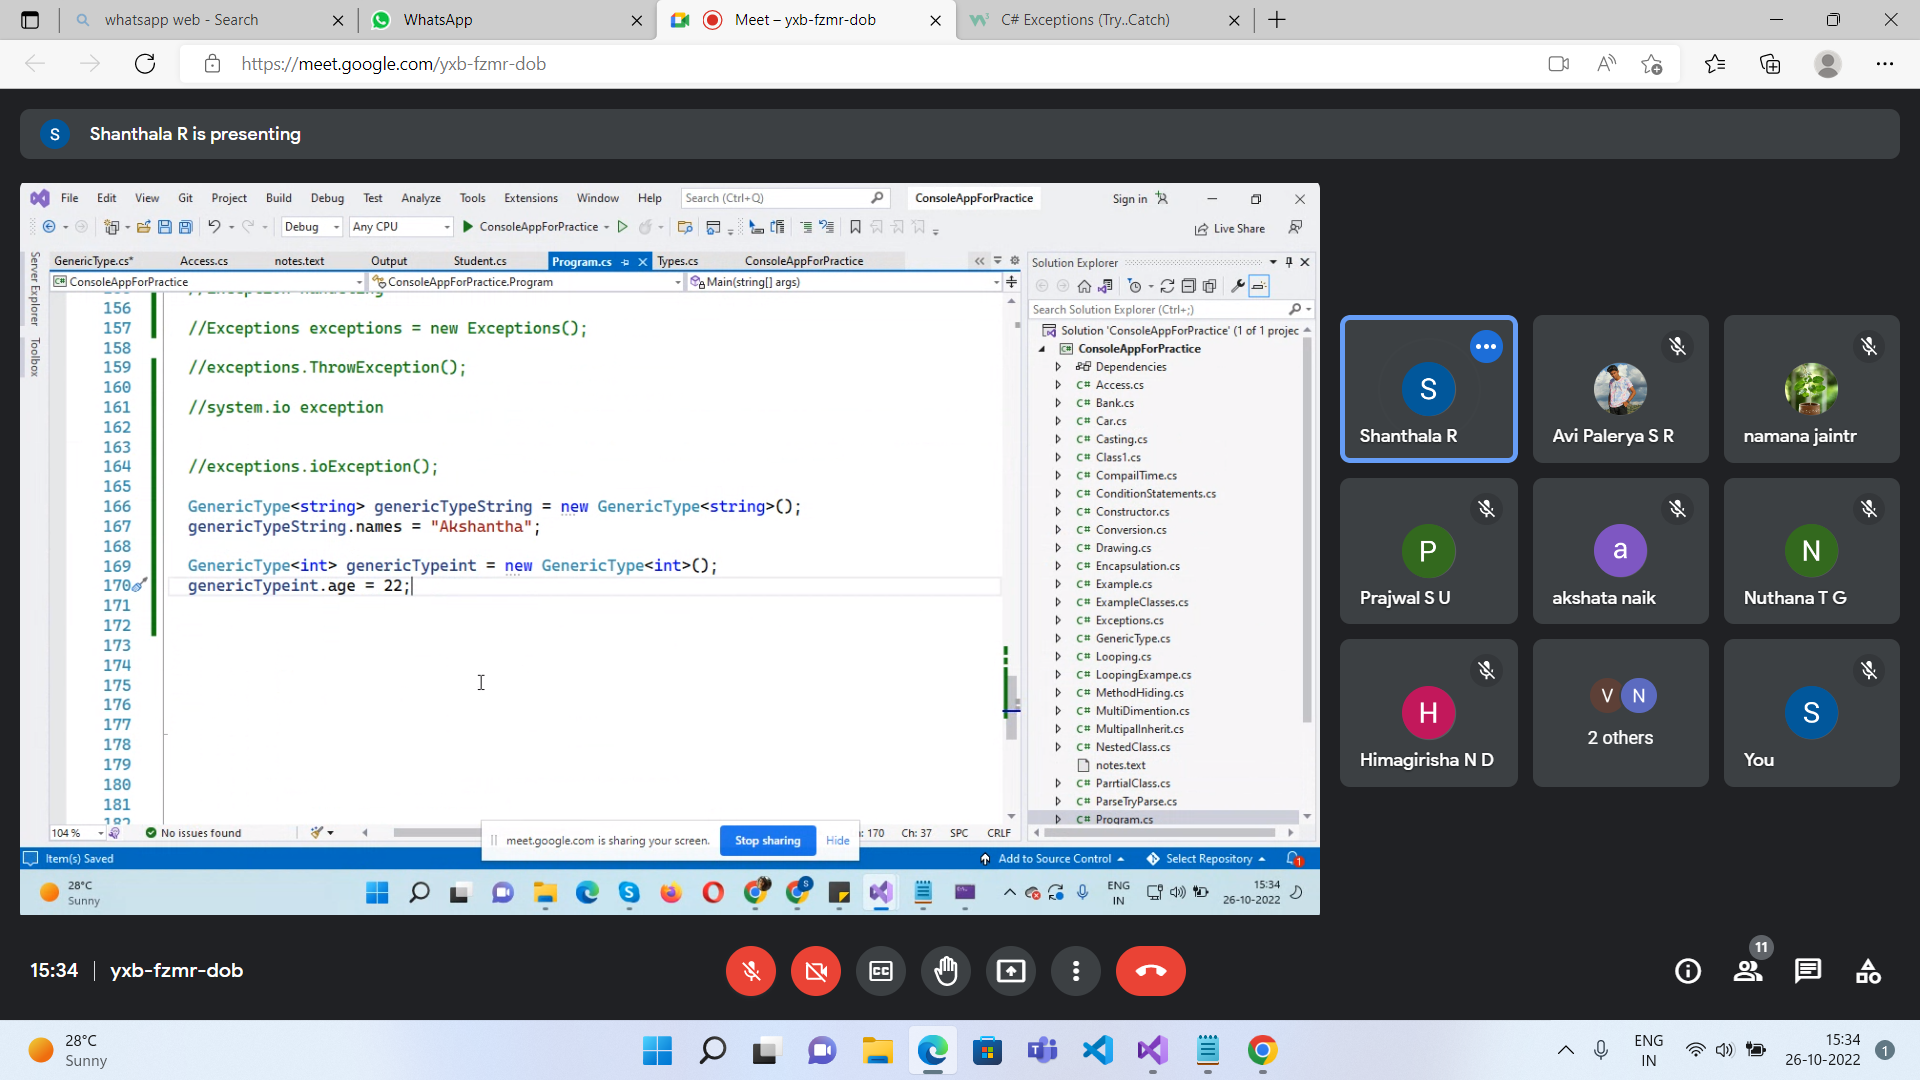 whatsapp web - Search
WhatsApp
Meet – yxb-fzmr-dob
C# Exceptions (Try..Catch)
https://meet.google.com/yxb-fzmr-dob
S
Shanthala R is presenting
File Edit View Git Project Build Debug Test Analyze Tools Extensions Window Help
Search (Ctrl+Q)
ConsoleAppForPractice
Sign in
Debug
Any CPU
ConsoleAppForPractice
Live Share
Server Explorer
Toolbox
GenericType.cs*
Access.cs
notes.text
Output
Student.cs
Program.cs
Types.cs
ConsoleAppForPractice
ConsoleAppForPractice
ConsoleAppForPractice.Program
Main(string[] args)
156
157 //Exceptions exceptions = new Exceptions();
158
159 //exceptions.ThrowException();
160
161 //system.io exception
162
163
164 //exceptions.ioException();
165
166 GenericType<string> genericTypeString = new GenericType<string>();
167 genericTypeString.names = "Akshantha";
168
169 GenericType<int> genericTypeint = new GenericType<int>();
170 genericTypeint.age = 22;
171
172
173
174
175
176
177
178
179
180
181
182
104 %
No issues found
: 170
Ch: 37
SPC
CRLF
meet.google.com is sharing your screen.
Stop sharing
Hide
Item(s) Saved
Add to Source Control
Select Repository
1
Solution Explorer
Search Solution Explorer (Ctrl+;)
Solution 'ConsoleAppForPractice' (1 of 1 projec
C# ConsoleAppForPractice
Dependencies
C# Access.cs
C# Bank.cs
C# Car.cs
C# Casting.cs
C# Class1.cs
C# CompailTime.cs
C# ConditionStatements.cs
C# Constructor.cs
C# Conversion.cs
C# Drawing.cs
C# Encapsulation.cs
C# Example.cs
C# ExampleClasses.cs
C# Exceptions.cs
C# GenericType.cs
C# Looping.cs
C# LoopingExampe.cs
C# MethodHiding.cs
C# MultiDimention.cs
C# MultipalInherit.cs
C# NestedClass.cs
notes.text
C# ParrtialClass.cs
C# ParseTryParse.cs
C# Program.cs
28°C
Sunny
ENG
IN
15:34
26-10-2022
S
Shanthala R
Avi Palerya S R
namana jaintr
P
Prajwal S U
a
akshata naik
N
Nuthana T G
H
Himagirisha N D
V N
2 others
S
You
15:34 | yxb-fzmr-dob
CC
11
28°C
Sunny
ENG
IN
15:34
26-10-2022
1